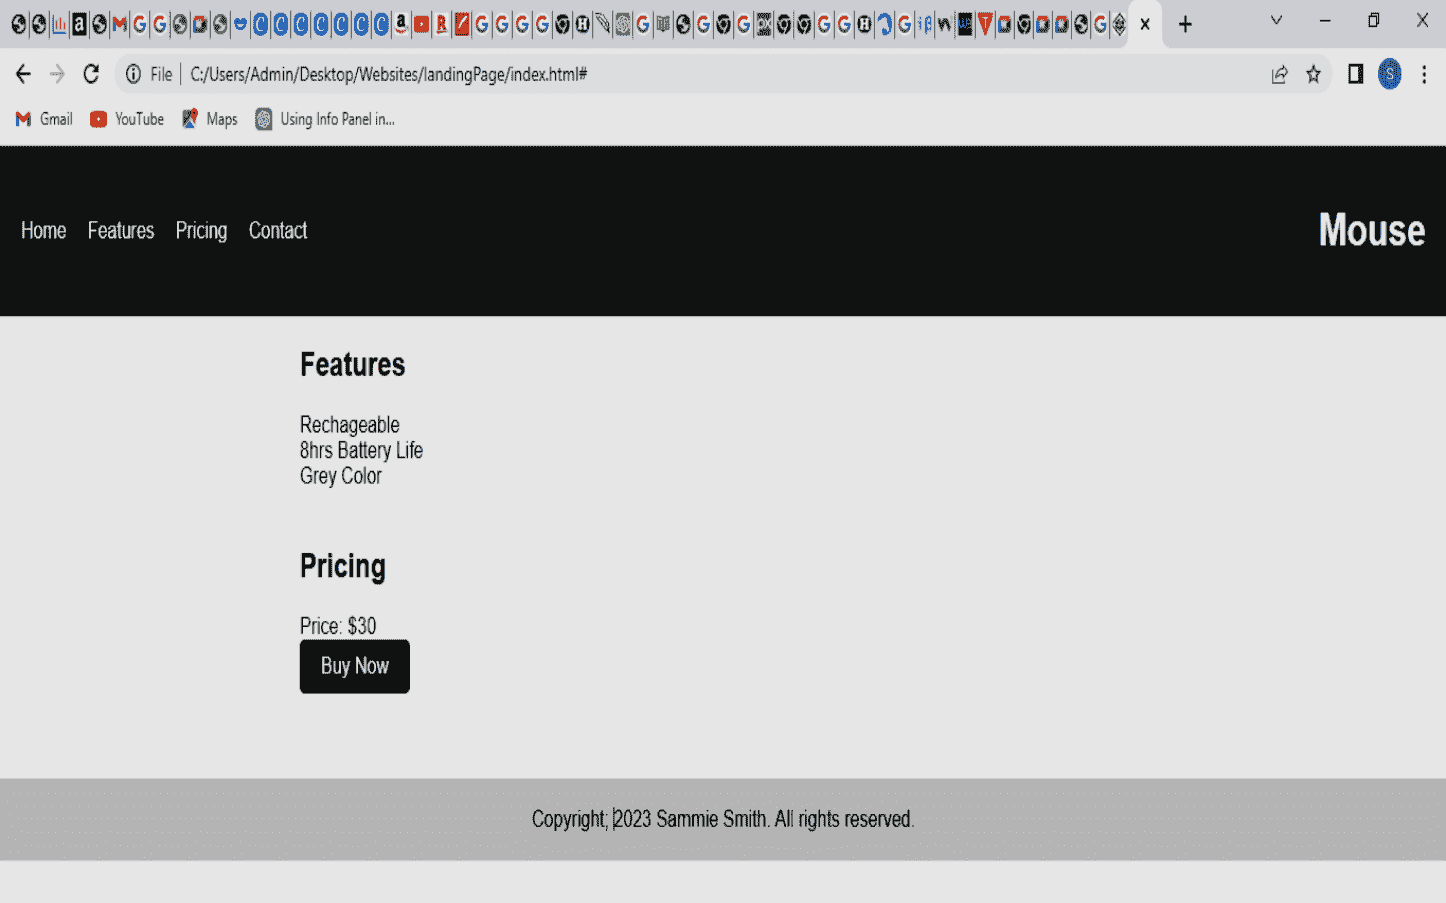 File C:/Users/Admin/Desktop/Websites/landingPage/index.html#
S
Gmail YouTube Maps Using Info Panel in...
Home Features Pricing Contact Mouse
Features
Rechageable
8hrs Battery Life
Grey Color
Pricing
Price: $30
Buy Now
Copyright; 2023 Sammie Smith. All rights reserved.